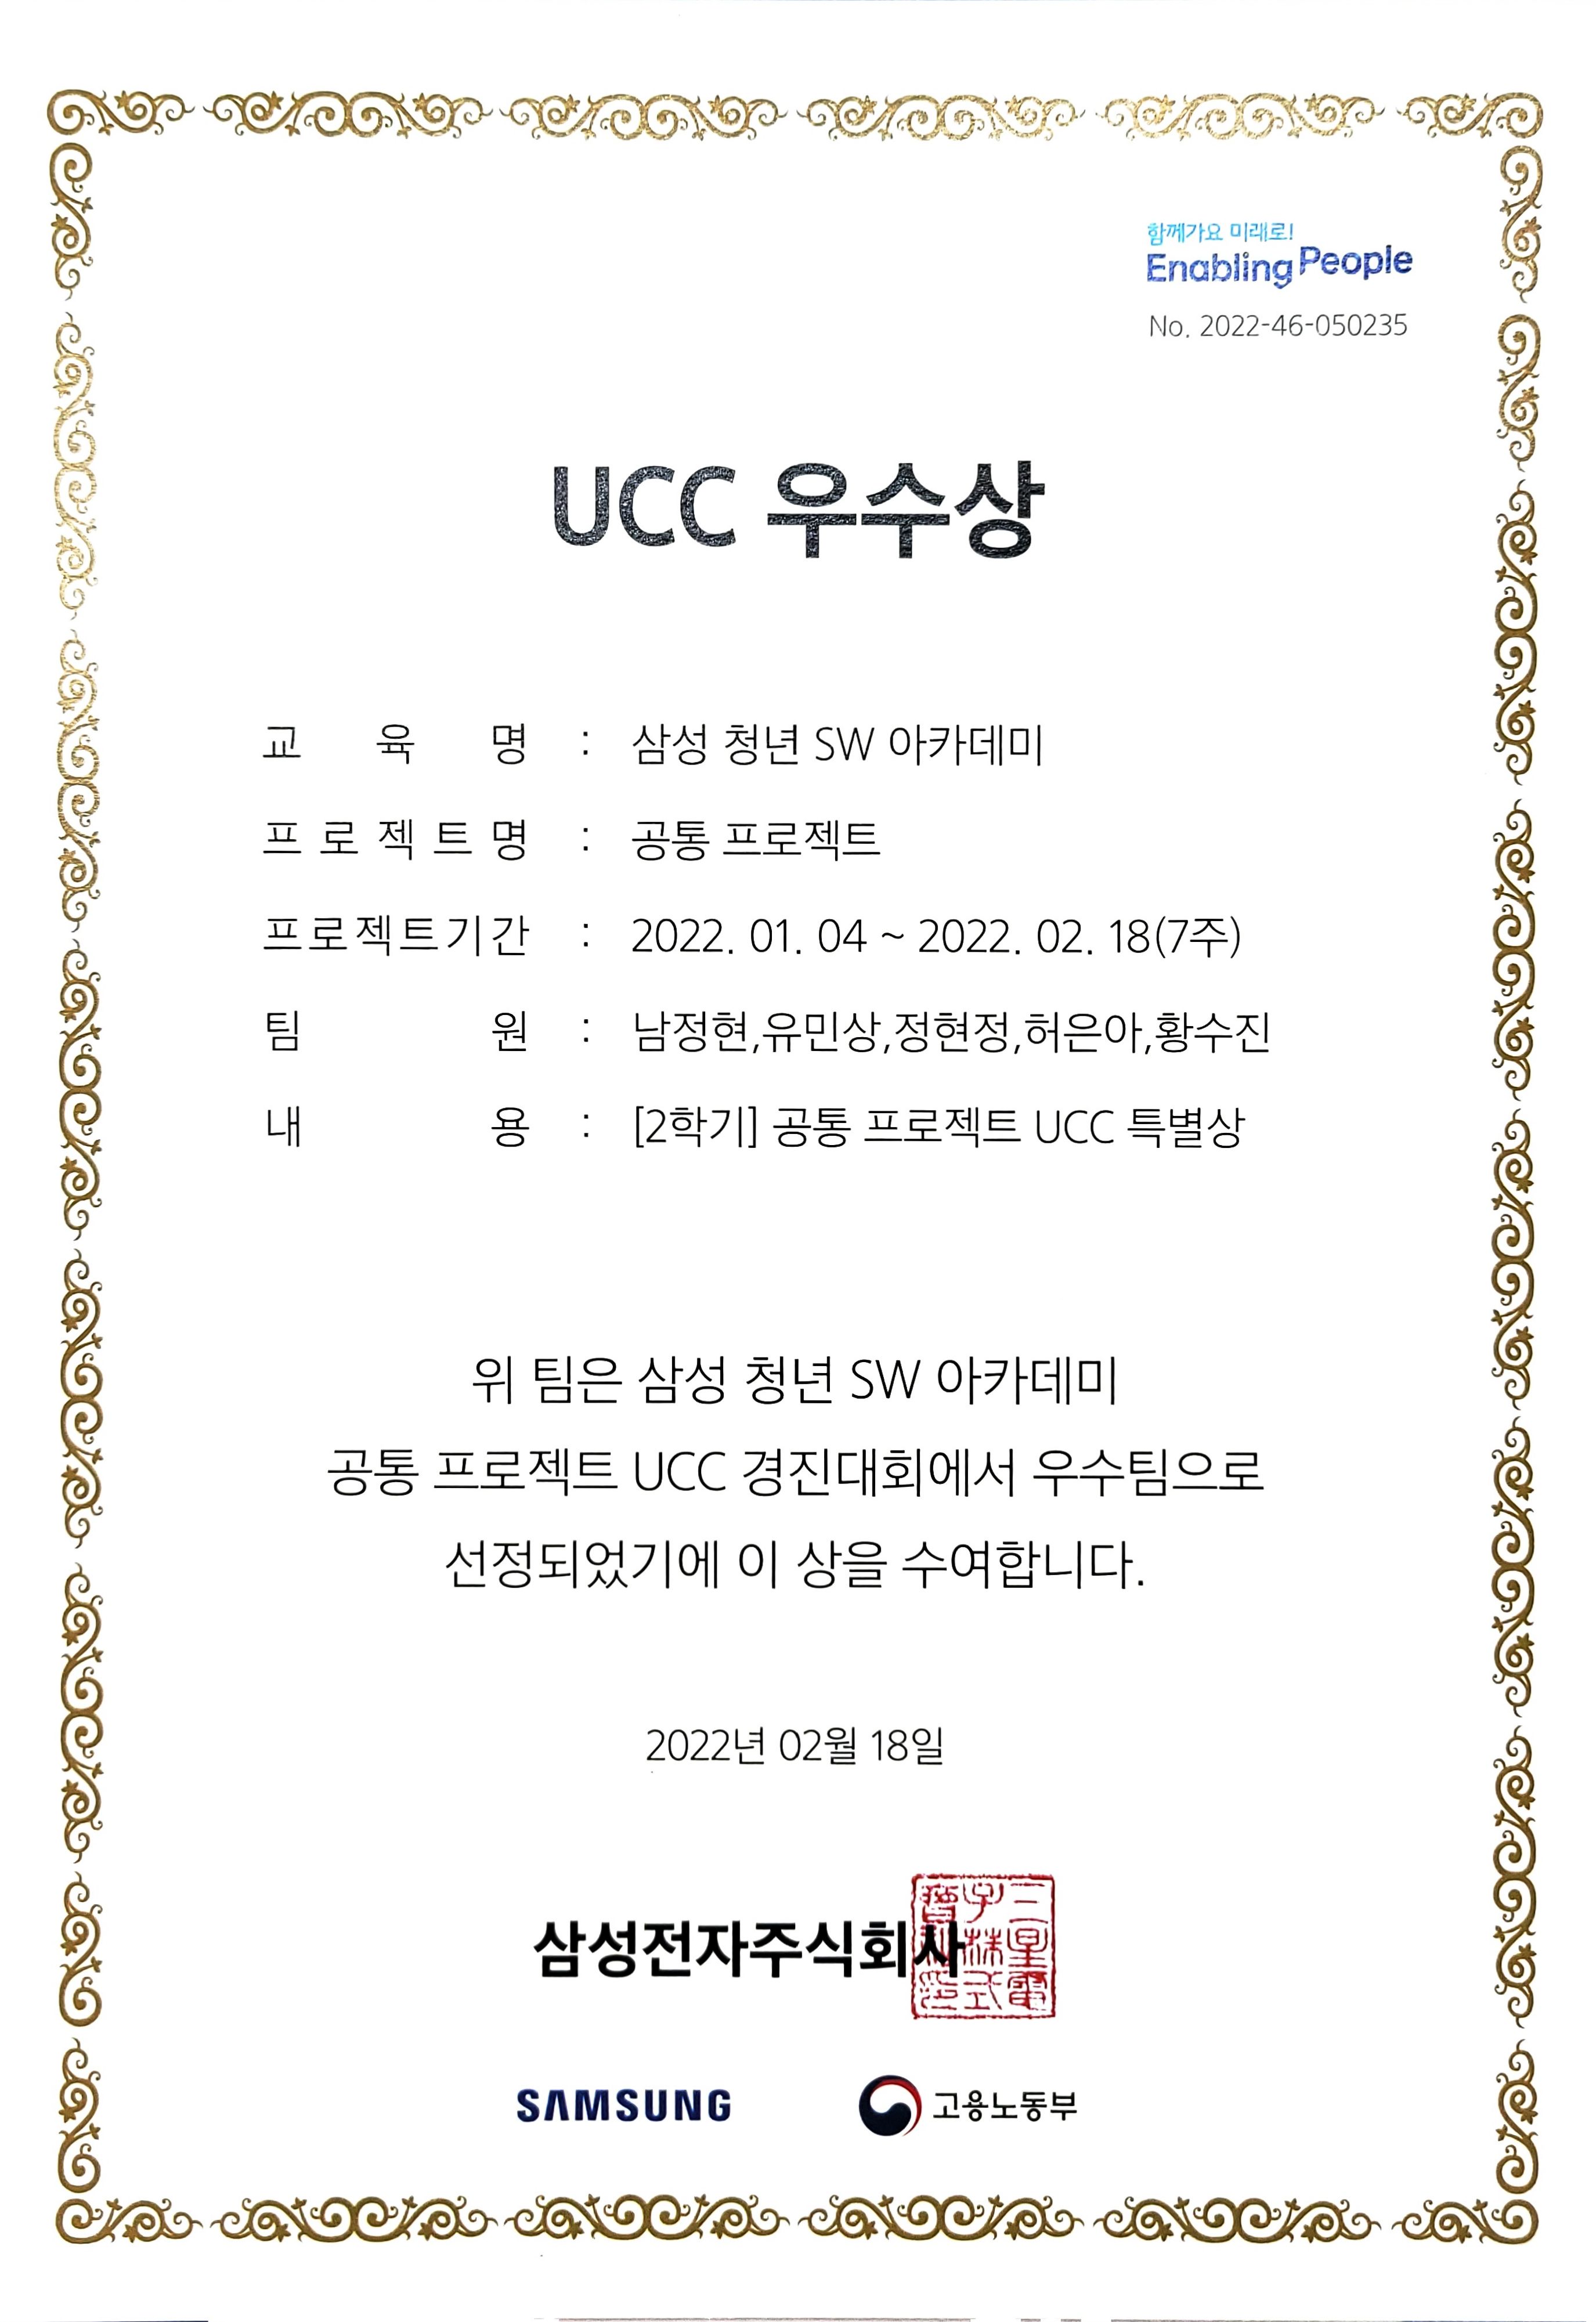 함께가요 미래로!
Enabling People
No. 2022-46-050235
UCC 우수상
교 육 명 : 삼성 청년 SW 아카데미
프 로 젝 트 명 : 공통 프로젝트
프로젝트기간 : 2022. 01. 04 ~ 2022. 02. 18(7주)
팀 원 : 남정현,유민상,정현정,허은아,황수진
내 용 : [2학기] 공통 프로젝트 UCC 특별상
위 팀은 삼성 청년 SW 아카데미
공통 프로젝트 UCC 경진대회에서 우수팀으로
선정되었기에 이 상을 수여합니다.
2022년 02월 18일
삼성전자주식회사
SAMSUNG 고용노동부